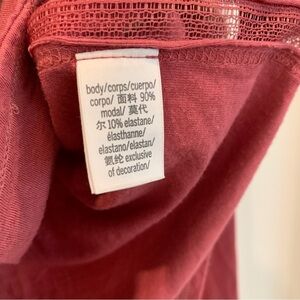 body/corps/cuerpo/
corpo/ 面料 90%
modal/ 莫代
尔 10% elastane/
élasthanne/
elastano/elastan/
氨纶 exclusive
of decoration/